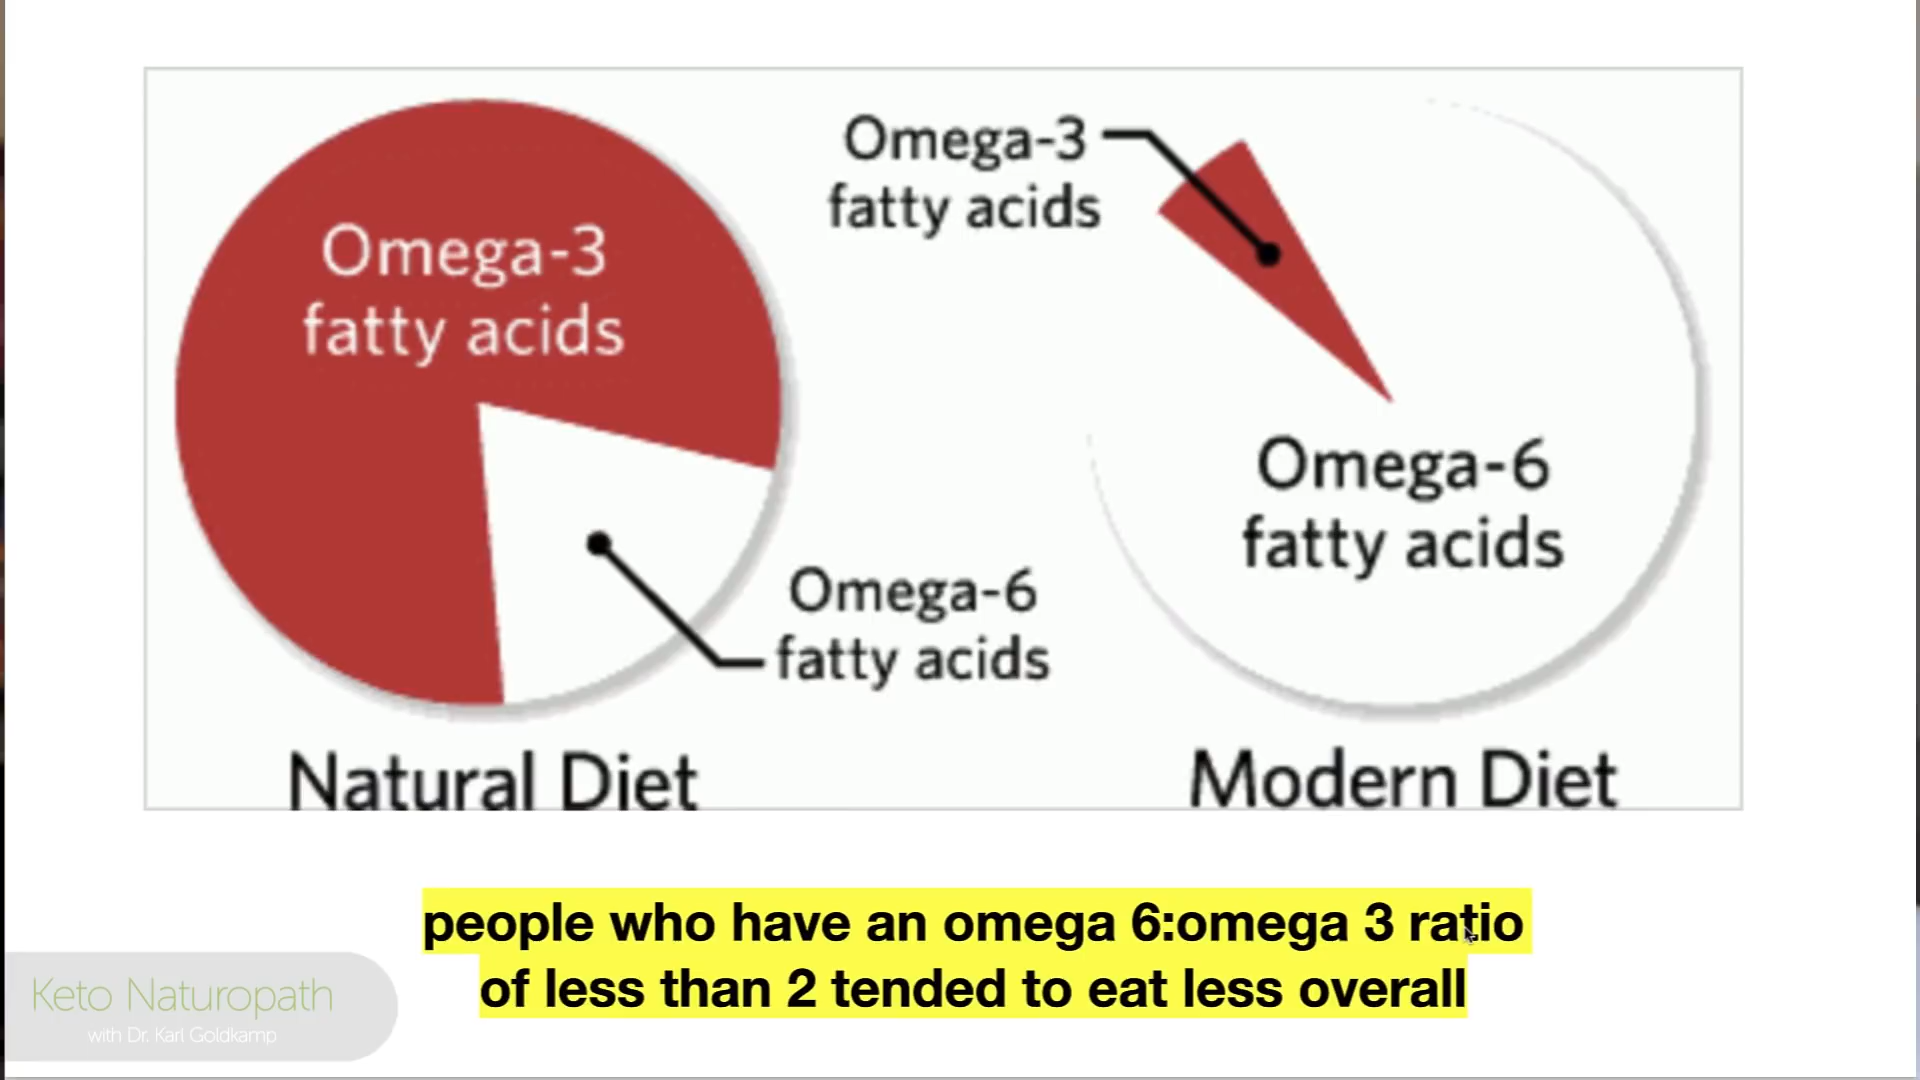 Omega-3
fatty acids
Omega-6
fatty acids
Natural Diet
Omega-3
fatty acids
Omega-6
fatty acids
Modern Diet
people who have an omega 6:omega 3 ratio
of less than 2 tended to eat less overall
Keto Naturopath
with Dr. Karl Goldkamp